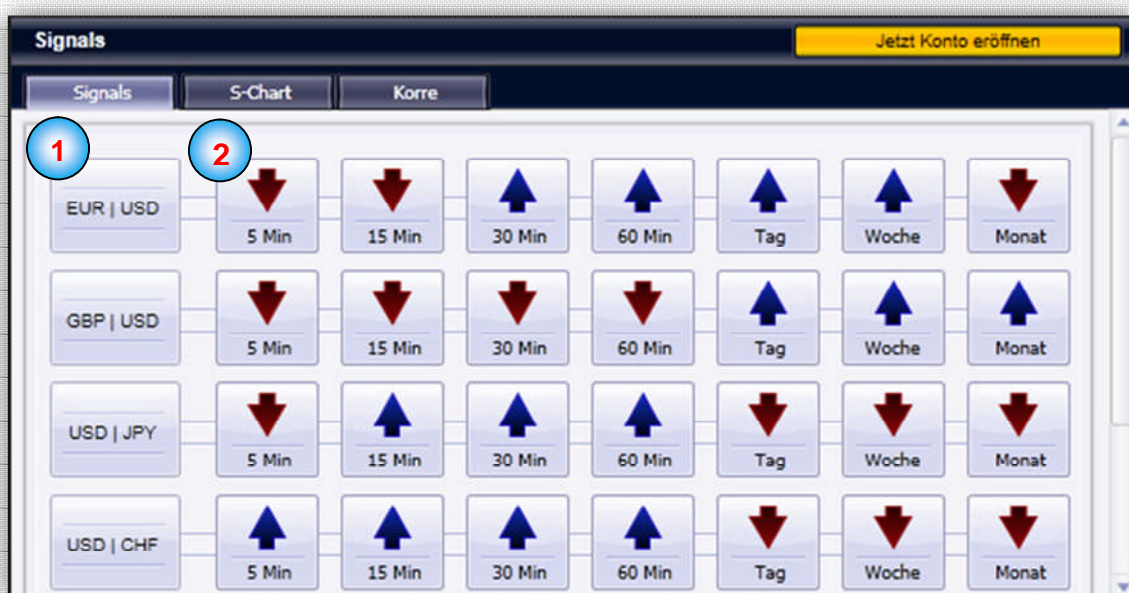 Signals
Jetzt Konto eröffnen
Signals S-Chart Korre
1 2
EUR | USD
5 Min 15 Min 30 Min 60 Min Tag Woche Monat
GBP | USD
5 Min 15 Min 30 Min 60 Min Tag Woche Monat
USD | JPY
5 Min 15 Min 30 Min 60 Min Tag Woche Monat
USD | CHF
5 Min 15 Min 30 Min 60 Min Tag Woche Monat